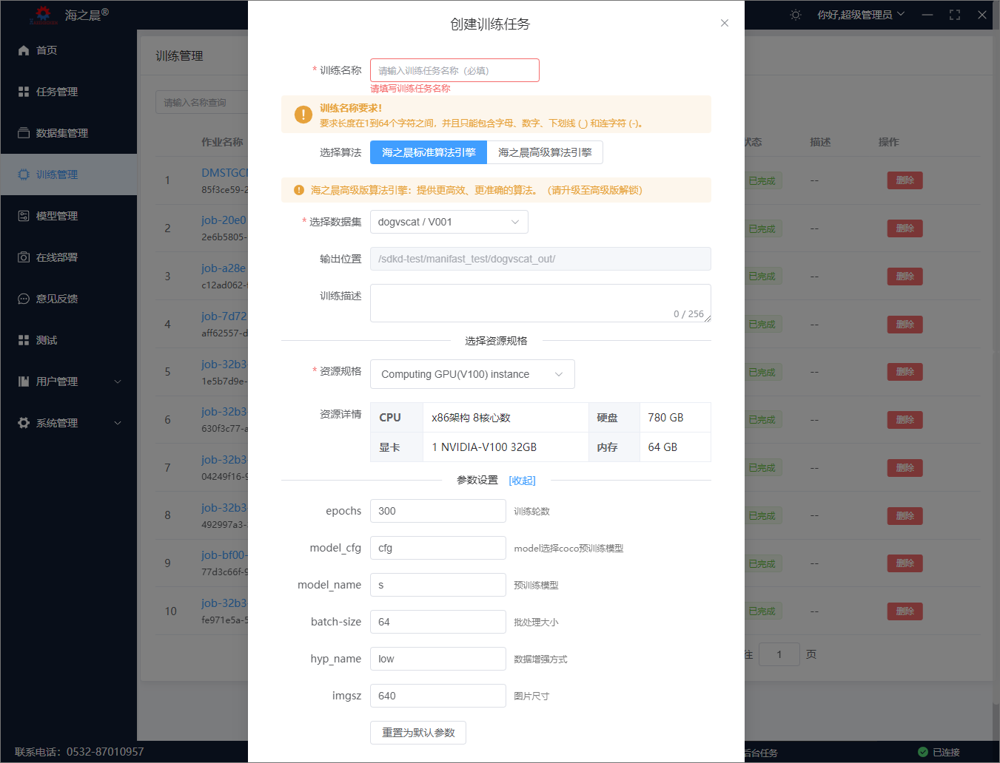 海之晨®
你好,超级管理员
首页
任务管理
数据集管理
训练管理
模型管理
在线部署
意见反馈
测试
用户管理
系统管理
联系电话：0532-87010957
训练管理
请输入名称查询
作业名称
状态
描述
操作
1
DMSTGC
85f3ce59-2
已完成
--
删除
2
job-20e0
2e6b5805-
已完成
--
删除
3
job-a28e
c12ad062-
已完成
--
删除
4
job-7d72
aff62557-d
已完成
--
删除
5
job-32b3
1e5b7d9e-
已完成
--
删除
6
job-32b3
630f3c77-a
已完成
--
删除
7
job-32b3
04249f16-9
已完成
--
删除
8
job-32b3
492997a3-
已完成
--
删除
9
job-bf00-
77d3c66f-9
已完成
--
删除
10
job-32b3
fe971e5a-5
已完成
--
删除
往 1 页
后台任务
已连接
创建训练任务
* 训练名称
请输入训练任务名称（必填）
请填写训练任务名称
训练名称要求!
要求长度在1到64个字符之间，并且只能包含字母、数字、下划线 (_) 和连字符 (-)。
选择算法
海之晨标准算法引擎
海之晨高级算法引擎
海之晨高级版算法引擎：提供更高效、更准确的算法。（请升级至高级版解锁）
* 选择数据集
dogvscat / V001
输出位置
/sdkd-test/manifast_test/dogvscat_out/
训练描述
0 / 256
选择资源规格
* 资源规格
Computing GPU(V100) instance
资源详情
CPU x86架构 8核心数 硬盘 780 GB
显卡 1 NVIDIA-V100 32GB 内存 64 GB
参数设置 [收起]
epochs 300 训练轮数
model_cfg cfg model选择coco预训练模型
model_name s 预训练模型
batch-size 64 批处理大小
hyp_name low 数据增强方式
imgsz 640 图片尺寸
重置为默认参数